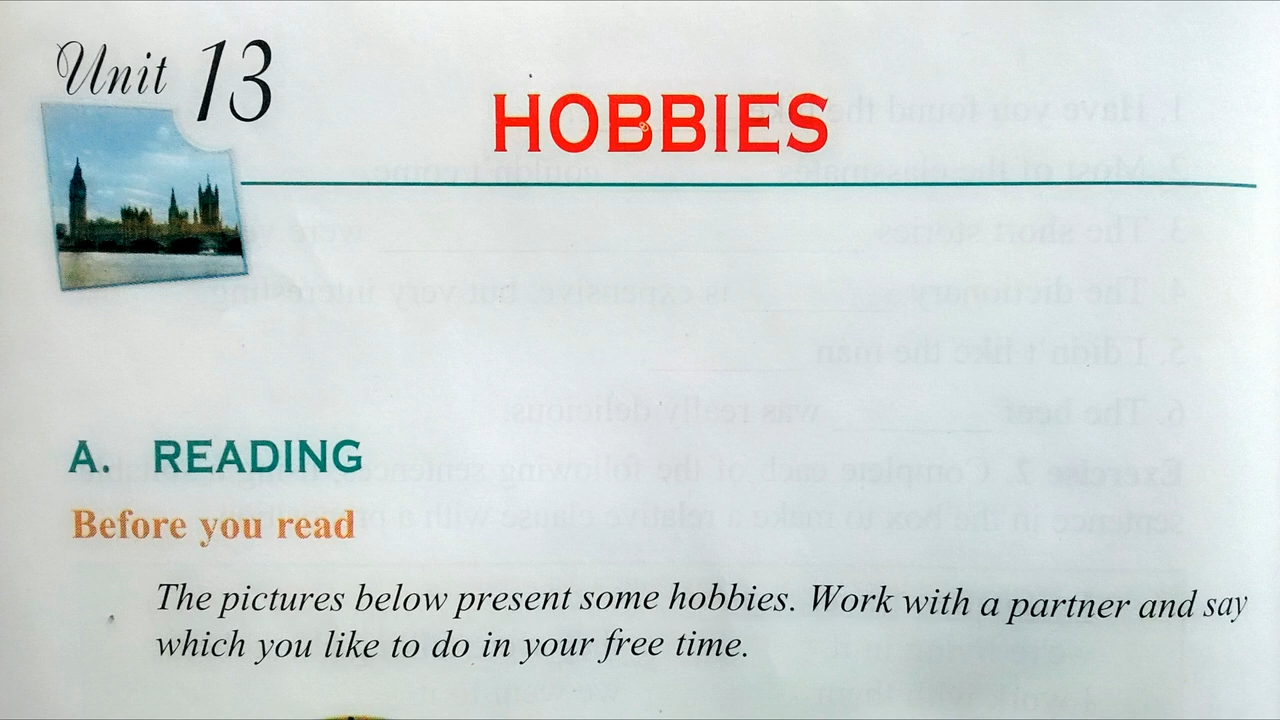 Unit 13
HOBBIES
A. READING
Before you read
The pictures below present some hobbies. Work with a partner and say
which you like to do in your free time.